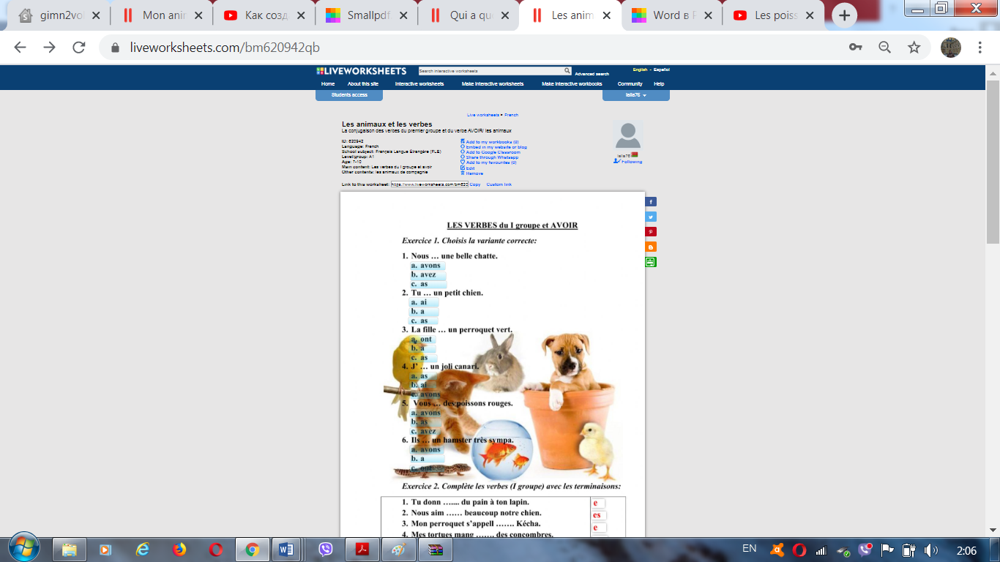 gimn2vo
Mon anir
Как созд
Smallpdf
Qui a qu
Les anim
Word в P
Les poiss
liveworksheets.com/bm620942qb
LIVEWORKSHEETS
Search interactive worksheets
Advanced search
English - Español
Home About this site Interactive worksheets Make interactive worksheets Make interactive workbooks Community Help
Students access
lalia76
Live worksheets French
Les animaux et les verbes
La conjugaison des verbes du premier groupe et du verbe AVOIR/ les animaux
ID: 620942
Language: French
School subject: Français Langue Étrangère (FLE)
Level/group: A1
Age: 7-10
Main content: Les verbes du I groupe et avoir
Other contents: les animaux de compagnie
Add to my workbooks (0)
Embed in my website or blog
Add to Google Classroom
Share through Whatsapp
Add to my favourites (0)
Edit
Remove
lalia76
Following
Link to this worksheet: https://www.liveworksheets.com/bm620 Copy Custom link
LES VERBES du I groupe et AVOIR
Exercice 1. Choisis la variante correcte:
1. Nous … une belle chatte.
a. avons
b. avez
c. as
2. Tu … un petit chien.
a. ai
b. a
c. as
3. La fille … un perroquet vert.
a. ont
b. a
c. as
4. J’ … un joli canari.
a. as
b. ai
c. avons
5. Vous … des poissons rouges.
a. avons
b. as
c. avez
6. Ils … un hamster très sympa.
a. avons
b. a
c. ont
Exercice 2. Complète les verbes (I groupe) avec les terminaisons:
1. Tu donn ….... du pain à ton lapin. e
2. Nous aim …… beaucoup notre chien. es
3. Mon perroquet s’appell ……. Kécha. e
4. Mes tortues mang ……. des concombres.
EN
2:06